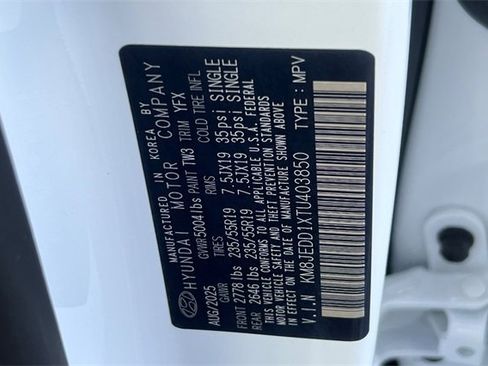 MANUFACTURED IN KOREA BY
HYUNDAI MOTOR COMPANY
AUG/2025 GVWR 5004 lbs PAINT TW3 TRIM YFX
GAWR TIRES RIMS COLD TIRE INFL
FRONT 2778 lbs 235/55R19 7.5JX19 35psi SINGLE
REAR 2646 lbs 235/55R19 7.5JX19 35psi SINGLE
THIS VEHICLE CONFORMS TO ALL APPLICABLE U.S.A. FEDERAL
MOTOR VEHICLE SAFETY AND THEFT PREVENTION STANDARDS
IN EFFECT ON THE DATE OF MANUFACTURE SHOWN ABOVE.
V.I.N : KM8JEDD1XTU403850 TYPE : MPV